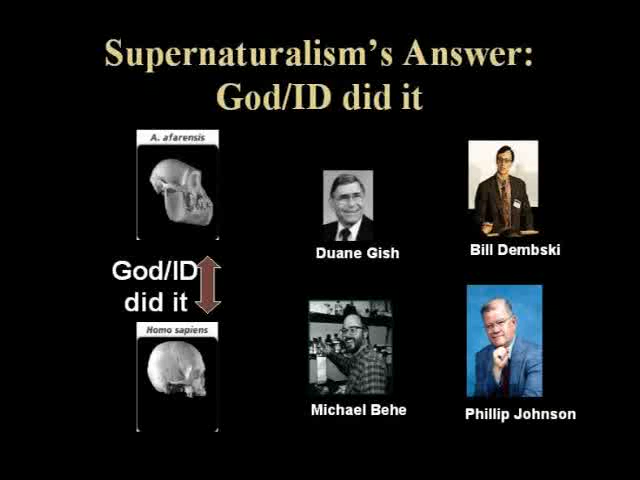 Supernaturalism's Answer:
God/ID did it
A. afarensis
God/ID
did it
Homo sapiens
Duane Gish
Bill Dembski
Michael Behe
Phillip Johnson